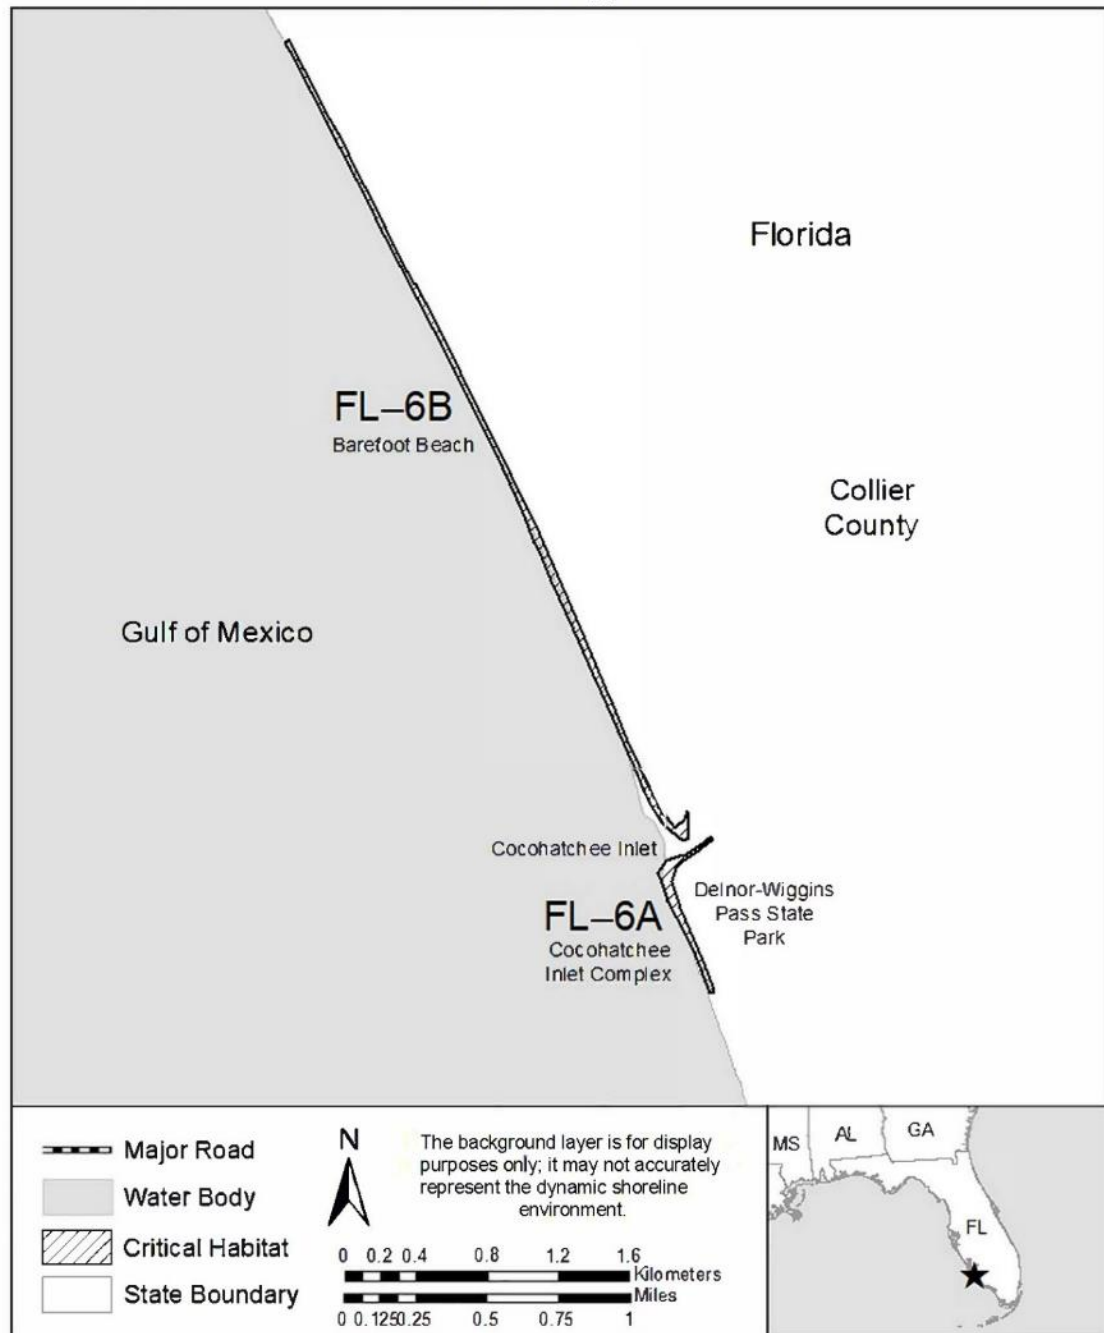 Florida
FL–6B
Barefoot Beach
Collier
County
Gulf of Mexico
Cocohatchee Inlet
Delnor-Wiggins
Pass State
Park
FL–6A
Cocohatchee
Inlet Complex
Major Road
Water Body
Critical Habitat
State Boundary
N
The background layer is for display
purposes only; it may not accurately
represent the dynamic shoreline
environment.
0 0.2 0.4 0.8 1.2 1.6
Kilometers
Miles
0 0.1250.25 0.5 0.75 1
MS AL GA
FL